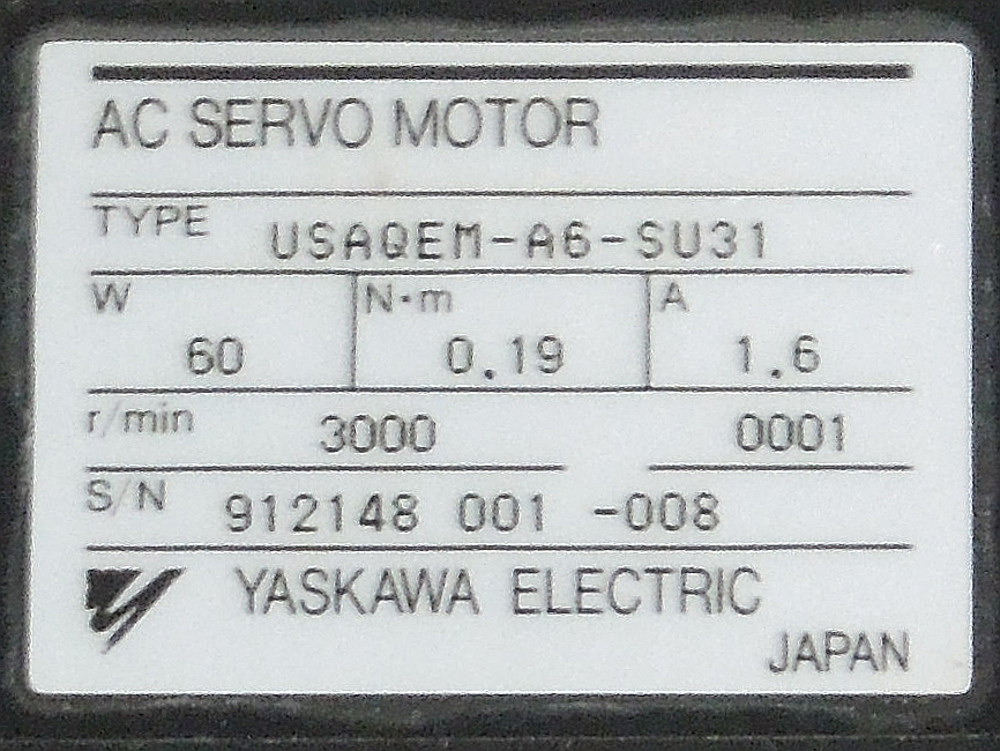 AC SERVO MOTOR
TYPE USAQEM-A6-SU31
W N·m A
60 0.19 1.6
r/min 3000 0001
S/N 912148 001 -008
YASKAWA ELECTRIC
JAPAN